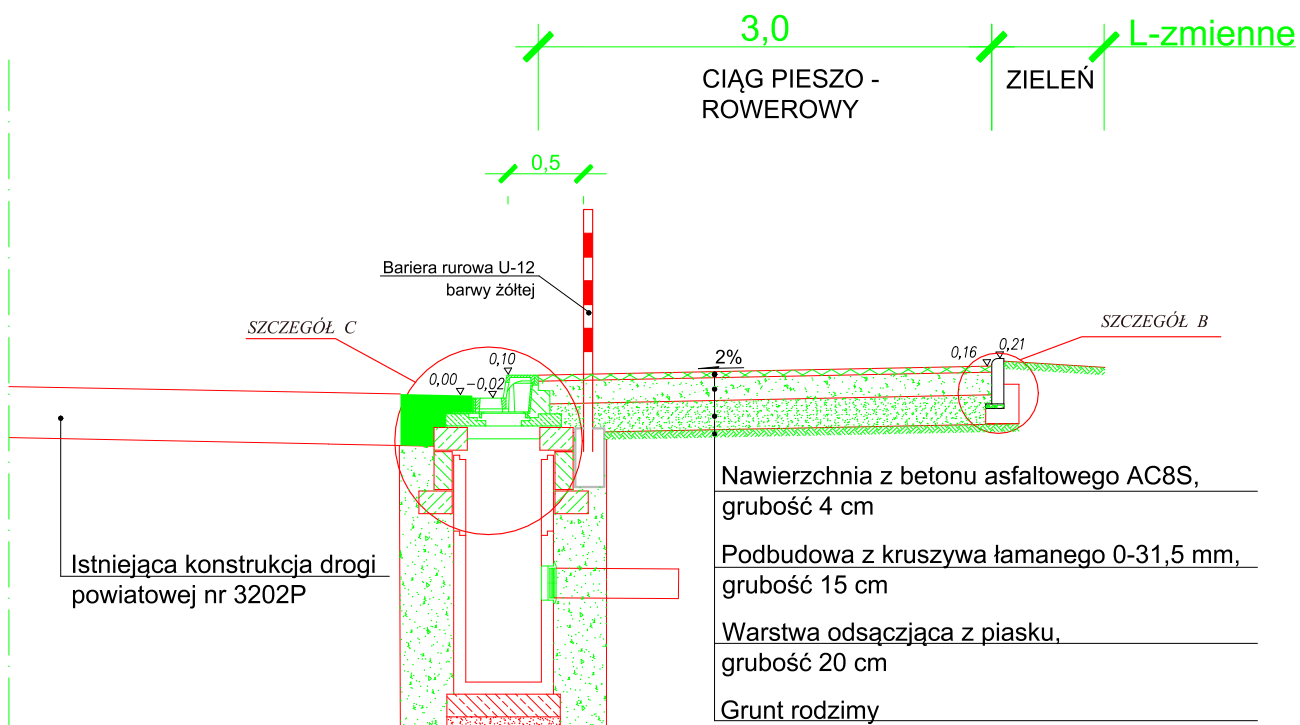 3,0
L-zmienne
CIĄG PIESZO -
ROWEROWY
ZIELEŃ
0,5
Bariera rurowa U-12
barwy żółtej
SZCZEGÓŁ C
SZCZEGÓŁ B
0,10
0,00
-0,02
2%
0,16
0,21
Nawierzchnia z betonu asfaltowego AC8S,
grubość 4 cm
Podbudowa z kruszywa łamanego 0-31,5 mm,
grubość 15 cm
Warstwa odsączjąca z piasku,
grubość 20 cm
Grunt rodzimy
Istniejąca konstrukcja drogi
powiatowej nr 3202P